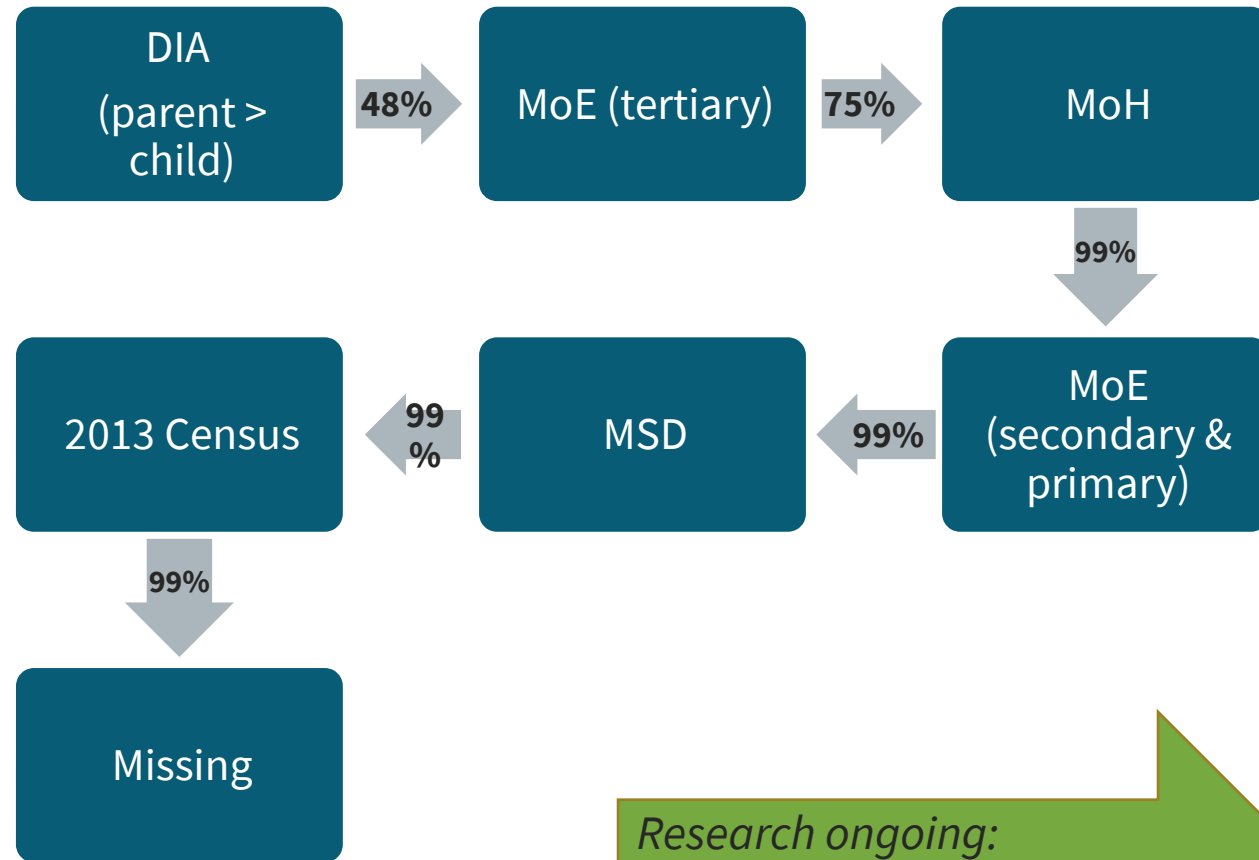 DIA
(parent >
child)
48%
MoE (tertiary)
75%
MoH
99%
MoE
(secondary &
primary)
99%
MSD
99
%
2013 Census
99%
Missing
Research ongoing: